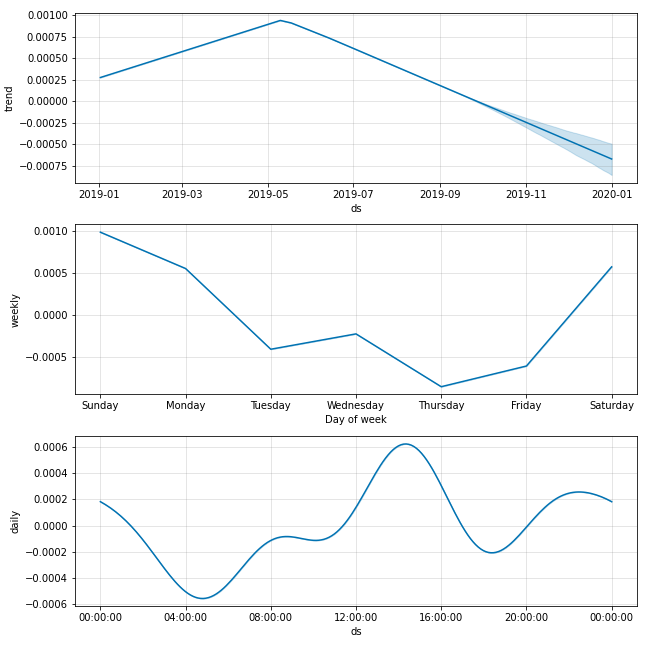 0.00100
0.00075
0.00050
0.00025
0.00000
−0.00025
−0.00050
−0.00075
trend
2019-01 2019-03 2019-05 2019-07 2019-09 2019-11 2020-01
ds
0.0010
0.0005
0.0000
−0.0005
weekly
Sunday Monday Tuesday Wednesday Thursday Friday Saturday
Day of week
0.0006
0.0004
0.0002
0.0000
−0.0002
−0.0004
−0.0006
daily
00:00:00 04:00:00 08:00:00 12:00:00 16:00:00 20:00:00 00:00:00
ds